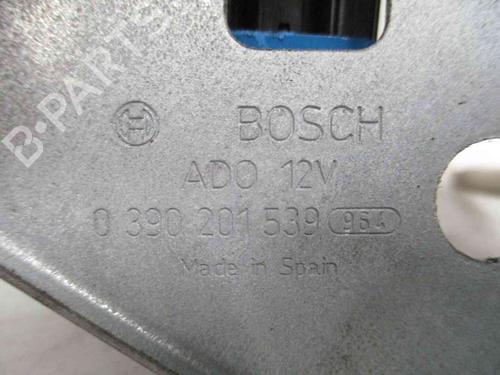 B-PARTS
BOSCH
ADO 12V
0 390 201 539 964
Made in Spain